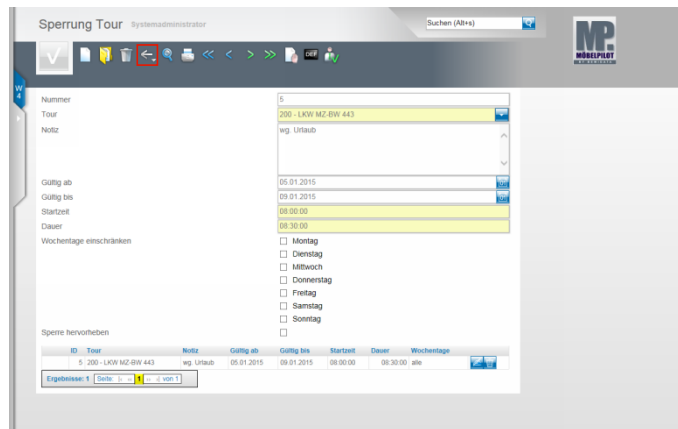 Sperrung Tour Systemadministrator
Suchen (Alt+s)
MP
MÖBELPILOT
DEF
W
4
Nummer 5
Tour 200 - LKW MZ-BW 443
Notiz wg. Urlaub
Gültig ab 05.01.2015
Gültig bis 09.01.2015
Startzeit 08:00:00
Dauer 08:30:00
Wochentage einschränken Montag
Dienstag
Mittwoch
Donnerstag
Freitag
Samstag
Sonntag
Sperre hervorheben
ID Tour Notiz Gültig ab Gültig bis Startzeit Dauer Wochentage
5 200 - LKW MZ-BW 443 wg. Urlaub 05.01.2015 09.01.2015 08:00:00 08:30:00 alle
Ergebnisse: 1 Seite: 1 von 1